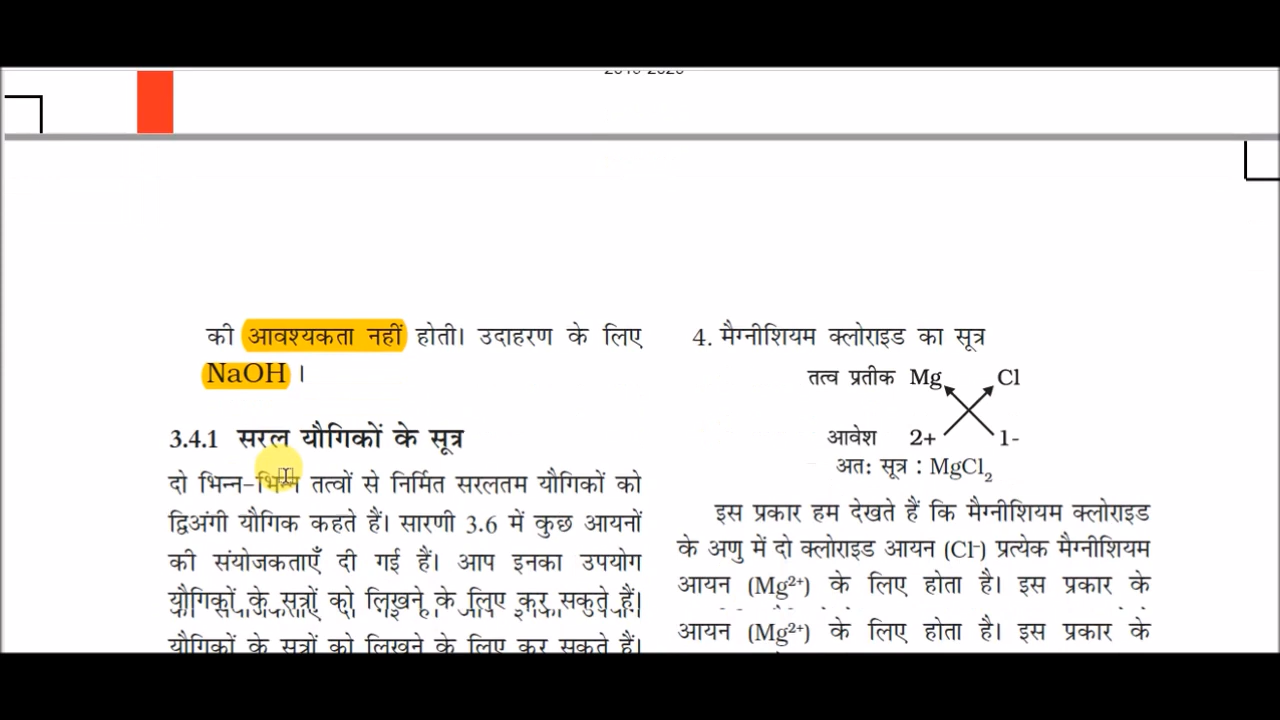 की आवश्यकता नहीं होती। उदाहरण के लिए
NaOH ।
3.4.1 सरल यौगिकों के सूत्र
दो भिन्न-भिन्न तत्वों से निर्मित सरलतम यौगिकों को
द्विअंगी यौगिक कहते हैं। सारणी 3.6 में कुछ आयनों
की संयोजकताएँ दी गई हैं। आप इनका उपयोग
यौगिकों के सूत्रों को लिखने के लिए कर सकते हैं।
यौगिकों के सूत्रों को लिखने के लिए कर सकते हैं।
4. मैग्नीशियम क्लोराइड का सूत्र
तत्व प्रतीक Mg Cl
आवेश 2+ 1-
अत: सूत्र : MgCl₂
इस प्रकार हम देखते हैं कि मैग्नीशियम क्लोराइड
के अणु में दो क्लोराइड आयन (Cl⁻) प्रत्येक मैग्नीशियम
आयन (Mg²⁺) के लिए होता है। इस प्रकार के
आयन (Mg²⁺) के लिए होता है। इस प्रकार के